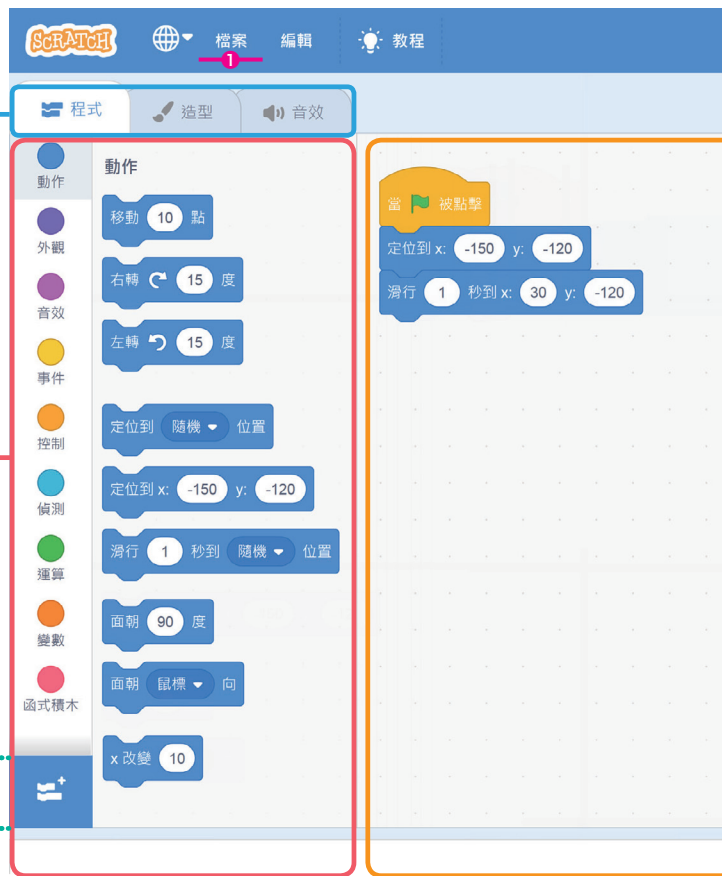 SCRATCH 檔案 編輯 教程
1
程式 造型 音效
動作
外觀
音效
事件
控制
偵測
運算
變數
函式積木
動作
移動 10 點
右轉 15 度
左轉 15 度
定位到 隨機 位置
定位到 x: -150 y: -120
滑行 1 秒到 隨機 位置
面朝 90 度
面朝 鼠標 向
x 改變 10
當 被點擊
定位到 x: -150 y: -120
滑行 1 秒到 x: 30 y: -120